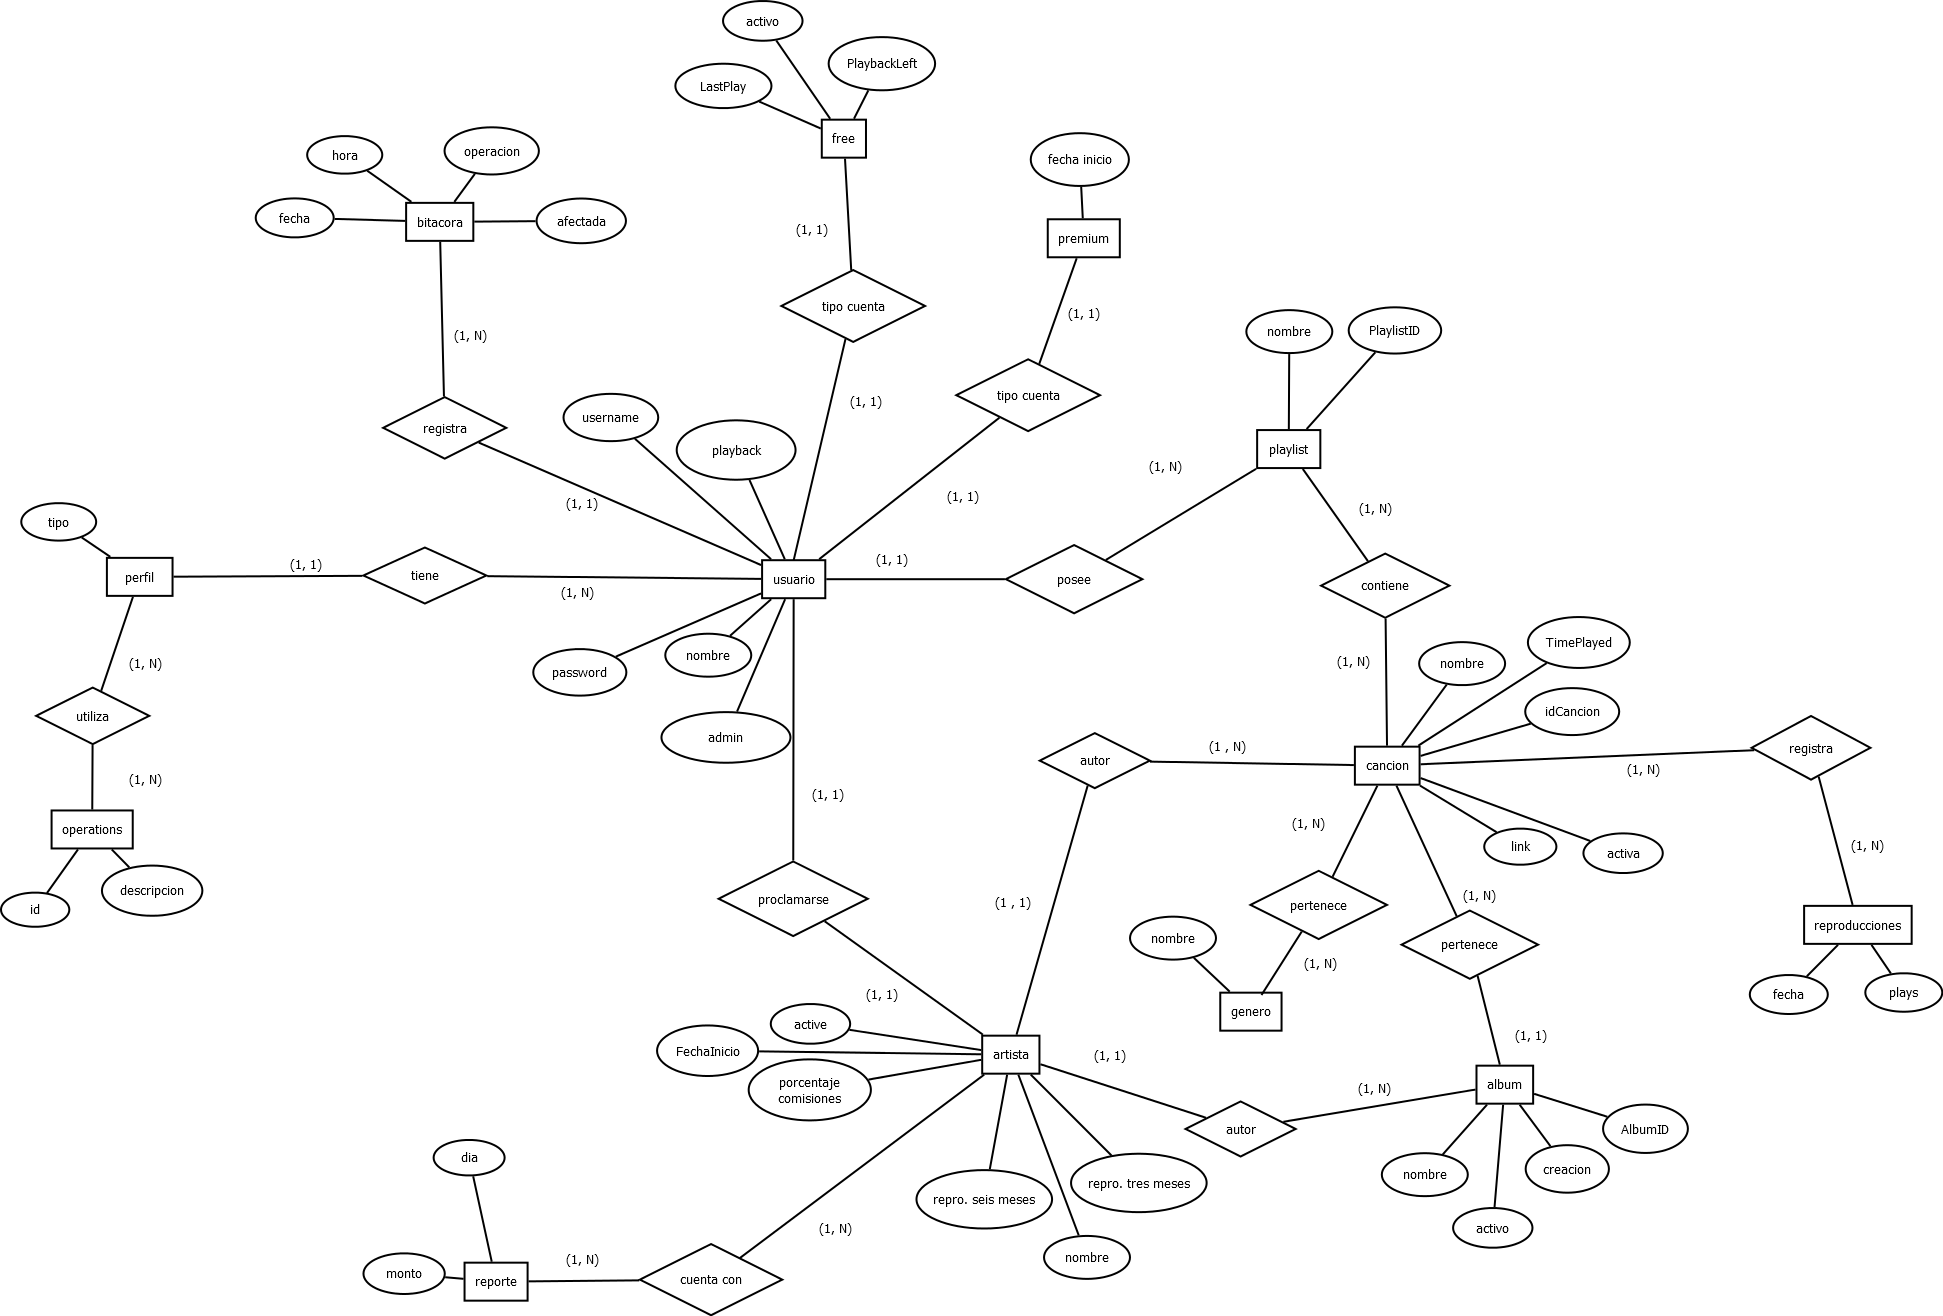 activo
PlaybackLeft
LastPlay
free
hora
operacion
fecha inicio
fecha
bitacora
afectada
(1, 1)
premium
tipo cuenta
(1, 1)
nombre
PlaylistID
(1, N)
tipo cuenta
(1, 1)
username
registra
playback
playlist
(1, N)
(1, 1)
(1, 1)
(1, N)
tipo
(1, 1)
(1, 1)
perfil
tiene
usuario
posee
contiene
(1, N)
TimePlayed
nombre
(1, N)
(1, N)
password
nombre
idCancion
utiliza
admin
autor
(1 , N)
registra
cancion
(1, N)
(1, N)
(1, 1)
(1, N)
operations
link
(1, N)
activa
descripcion
(1, N)
proclamarse
(1 , 1)
pertenece
id
reproducciones
nombre
pertenece
(1, N)
(1, 1)
fecha
plays
genero
active
(1, 1)
FechaInicio
artista
(1, 1)
porcentaje
comisiones
album
(1, N)
autor
AlbumID
dia
nombre
creacion
repro. tres meses
repro. seis meses
(1, N)
activo
nombre
(1, N)
monto
reporte
cuenta con